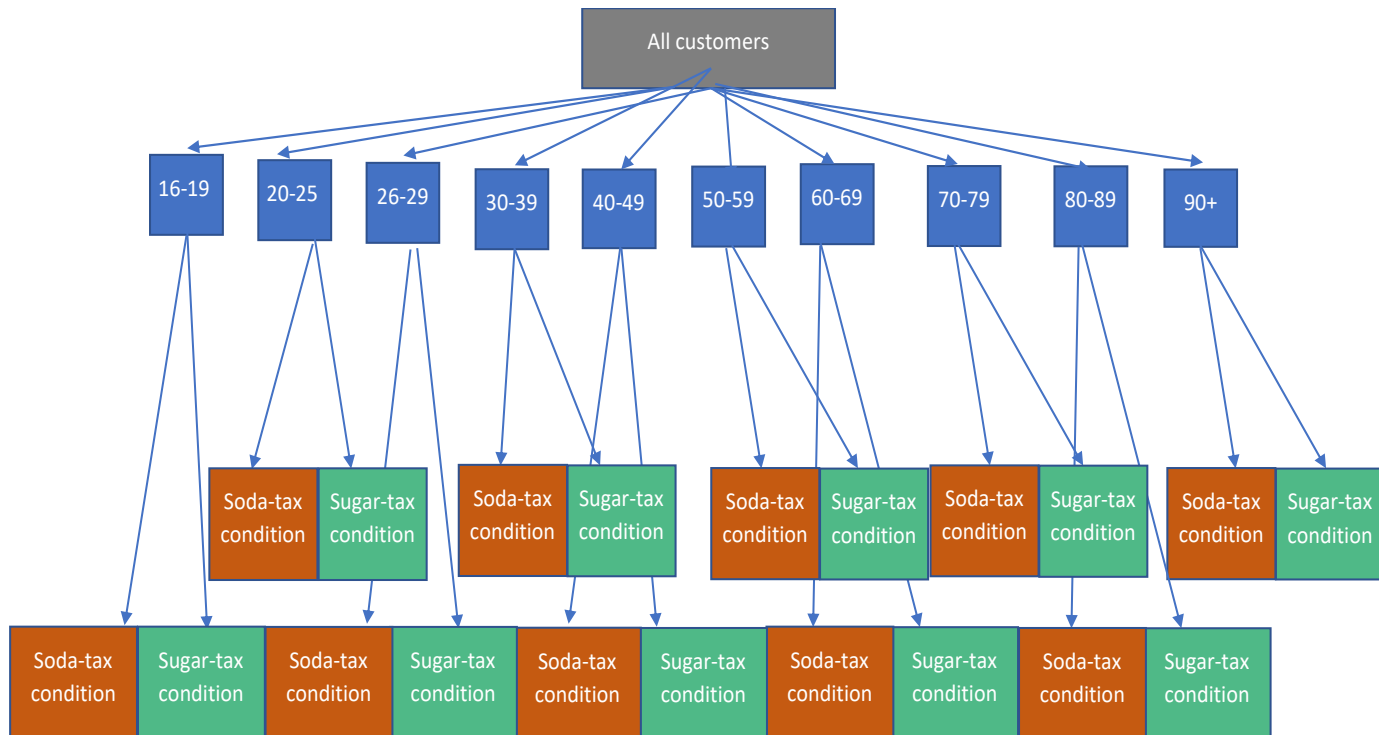 All customers
16-19
20-25
26-29
30-39
40-49
50-59
60-69
70-79
80-89
90+
Soda-tax
condition
Sugar-tax
condition
Soda-tax
condition
Sugar-tax
condition
Soda-tax
condition
Sugar-tax
condition
Soda-tax
condition
Sugar-tax
condition
Soda-tax
condition
Sugar-tax
condition
Soda-tax
condition
Sugar-tax
condition
Soda-tax
condition
Sugar-tax
condition
Soda-tax
condition
Sugar-tax
condition
Soda-tax
condition
Sugar-tax
condition
Soda-tax
condition
Sugar-tax
condition